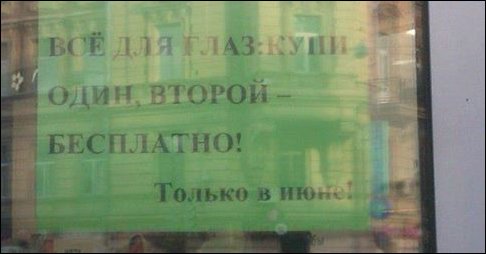 ВСЁ ДЛЯ ГЛАЗ:КУПИ
ОДИН, ВТОРОЙ –
БЕСПЛАТНО!
Только в июне!